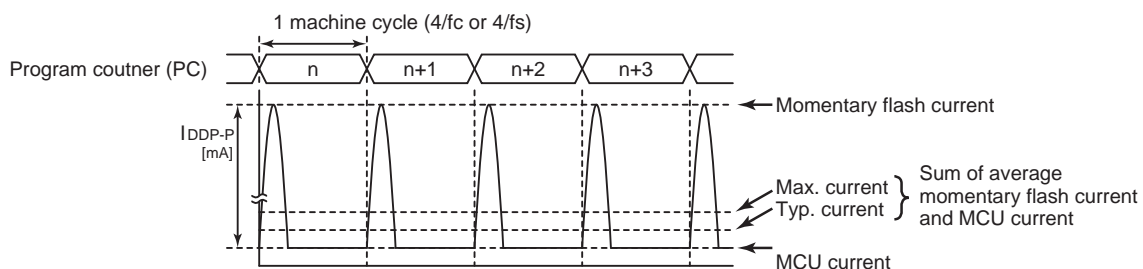 1 machine cycle (4/fc or 4/fs)
Program coutner (PC)
n
n+1
n+2
n+3
Momentary flash current
I DDP-P
[mA]
Max. current
Typ. current
Sum of average
momentary flash current
and MCU current
MCU current